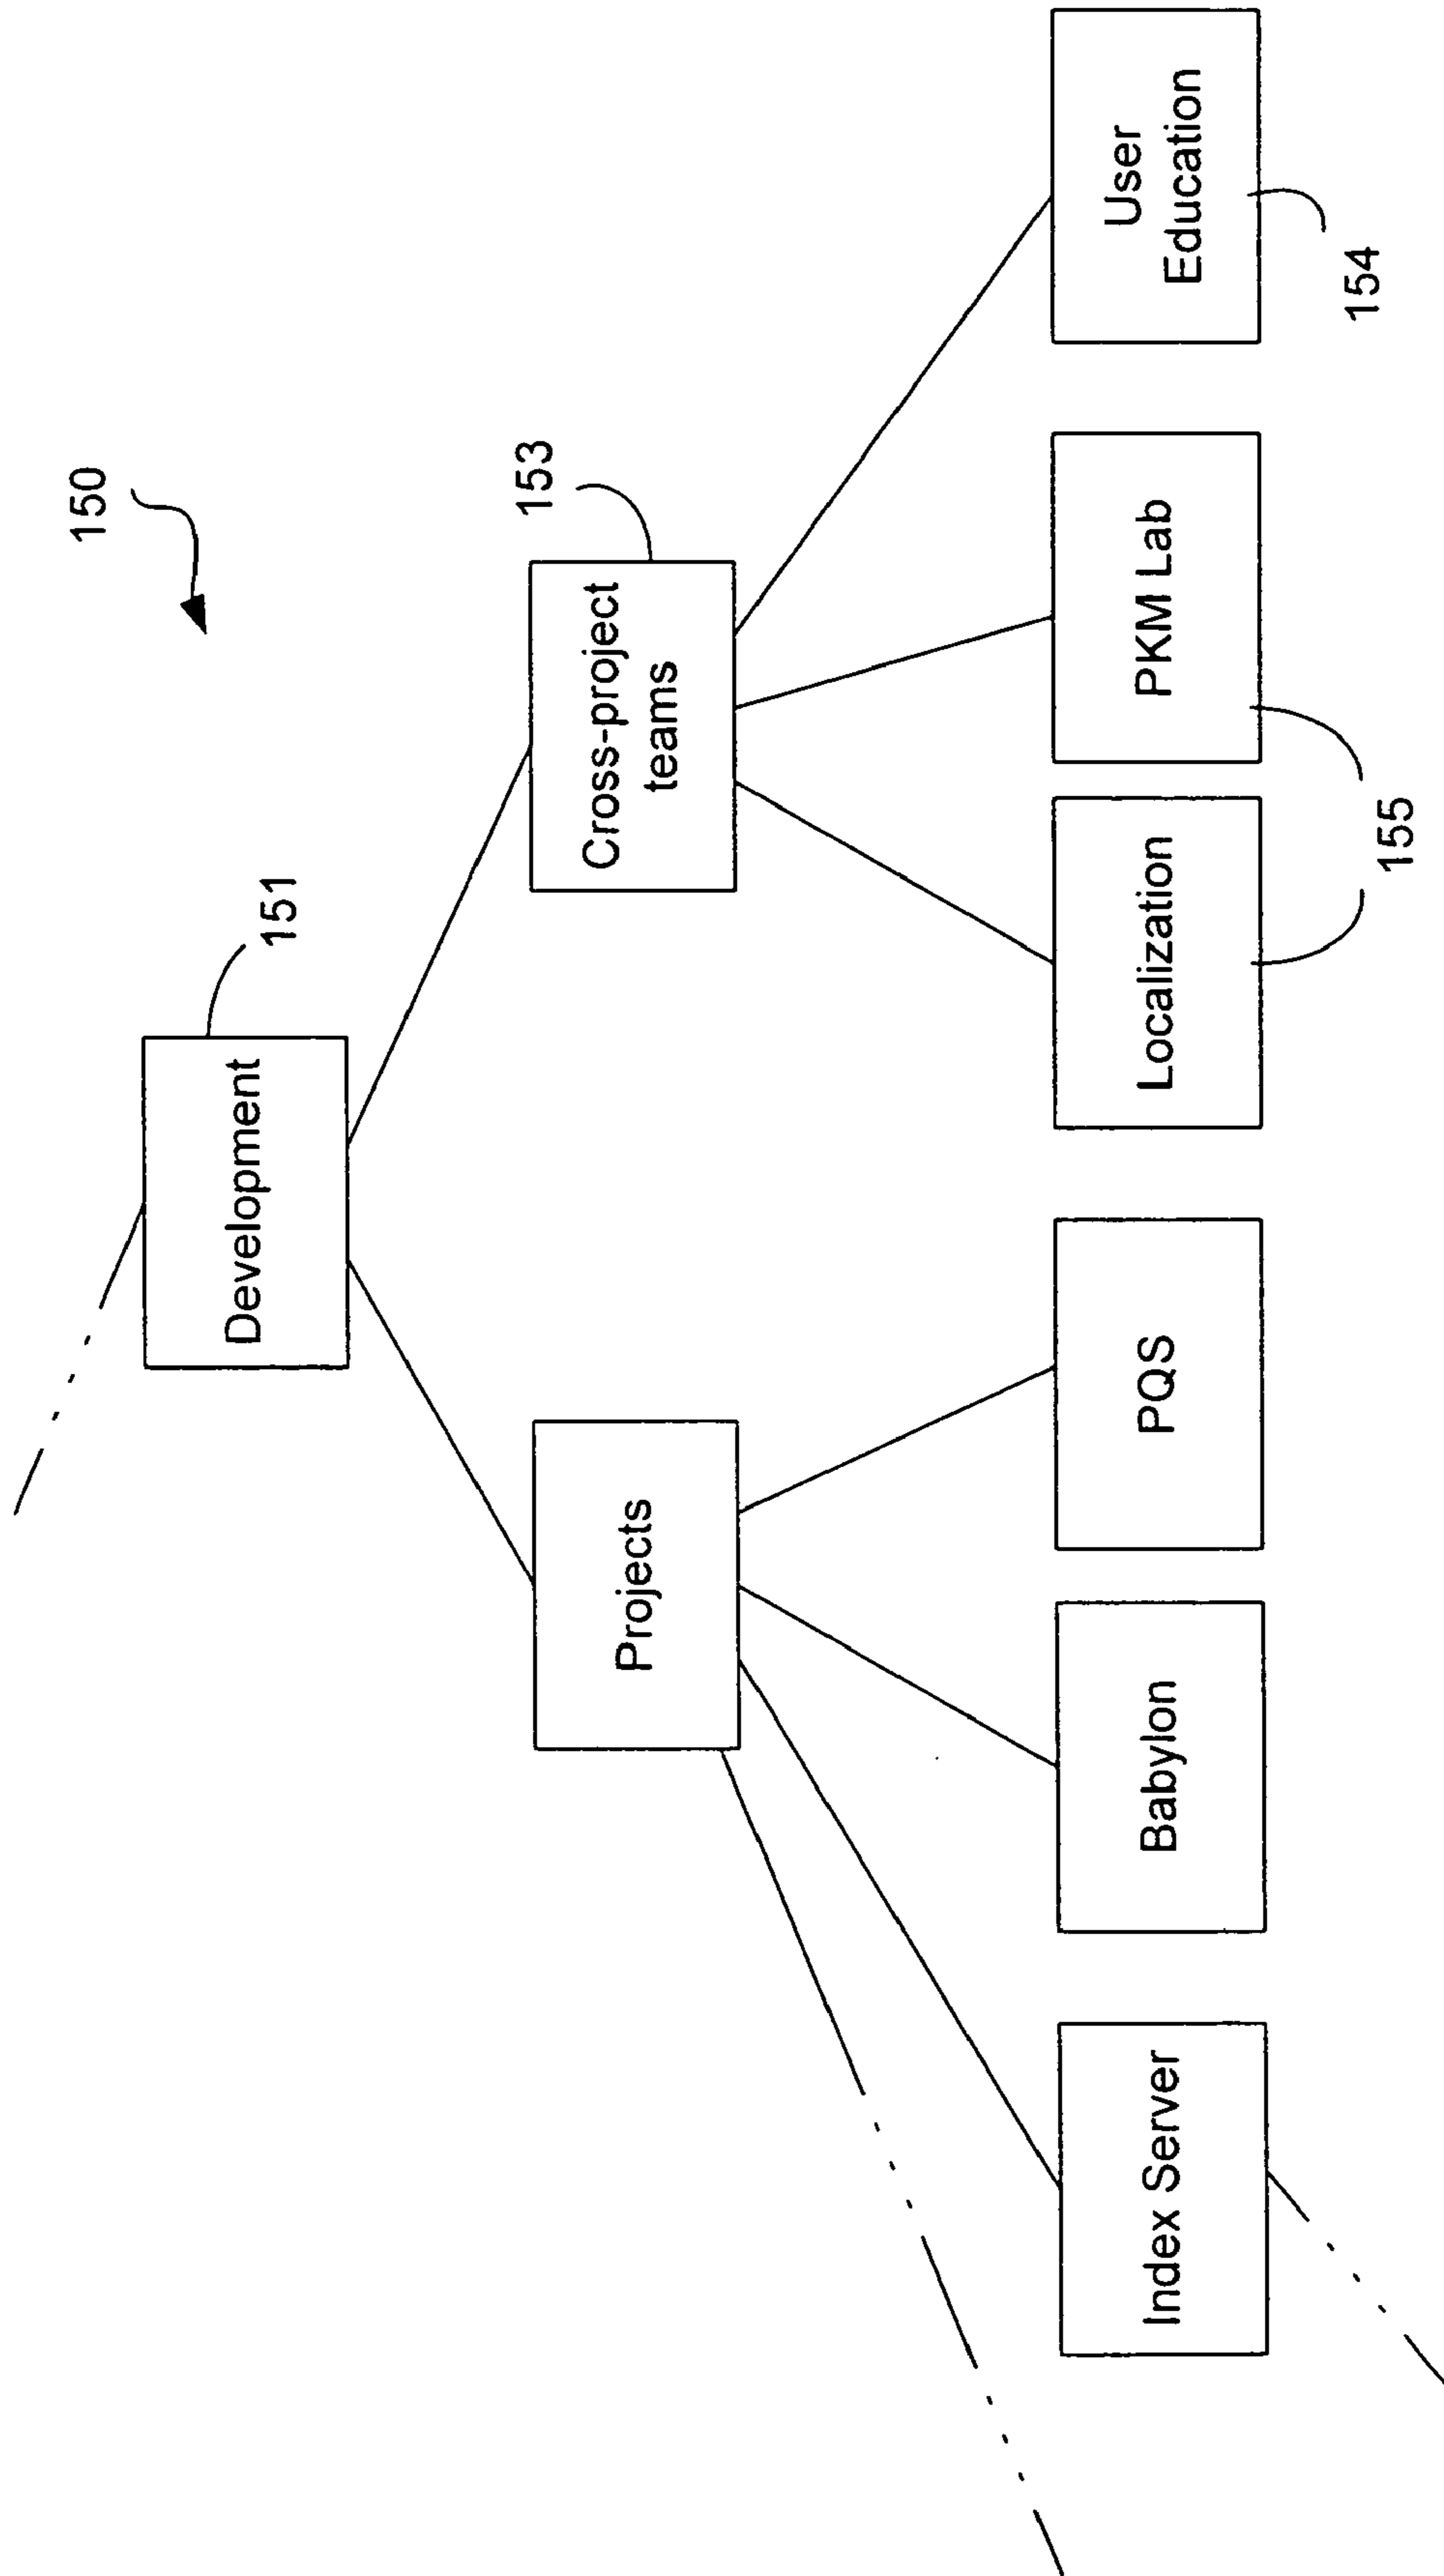 150
Development
151
Projects
Cross-project
teams
153
Index Server
Babylon
PQS
Localization
PKM Lab
User
Education
155
154